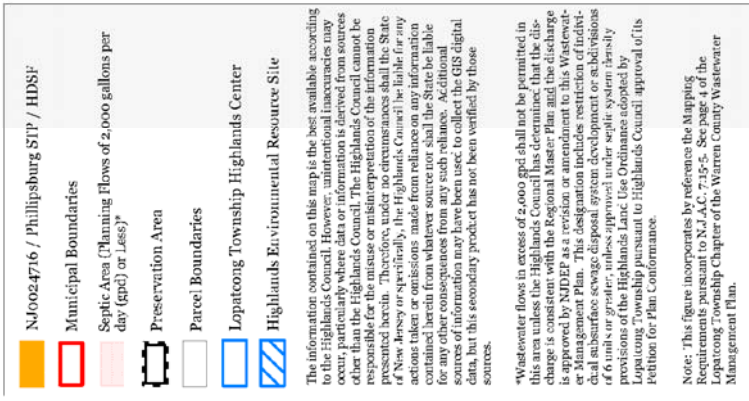 NJ0024716 / Phillipsburg STP / HDSF
Municipal Boundaries
Septic Area (Planning Flows of 2,000 gallons per
day (gpd) or Less)*
Preservation Area
Parcel Boundaries
Lopatcong Township Highlands Center
Highlands Environmental Resource Site
The information contained on this map is the best available according
to the Highlands Council. However, unintentional inaccuracies may
occur, particularly where data or information is derived from sources
other than the Highlands Council. The Highlands Council cannot be
responsible for the misuse or misinterpretation of the information
presented herein. Therefore, under no circumstances shall the State
of New Jersey or specifically, the Highlands Council be liable for any
actions taken or omissions made from reliance on any information
contained herein from whatever source nor shall the State be liable
for any other consequences from any such reliance. Additional
sources of information may have been used to collect the GIS digital
data, but this secondary product has not been verified by those
sources.
*Wastewater flows in excess of 2,000 gpd shall not be permitted in
this area unless the Highlands Council has determined that the dis-
charge is consistent with the Regional Master Plan and the discharge
is approved by NJDEP as a revision or amendment to this Wastewat-
er Management Plan. This designation includes restriction of indivi-
dual subsurface sewage disposal system development or subdivisions
of 6 units or greater, unless approved under septic system density
provisions of the Highlands Land Use Ordinance adopted by
Lopatcong Township pursuant to Highlands Council approval of its
Petition for Plan Conformance.
Note: This figure incorporates by reference the Mapping
Requirements pursuant to N.J.A.C. 7:15-5. See page 4 of the
Lopatcong Township Chapter of the Warren County Wastewater
Management Plan.